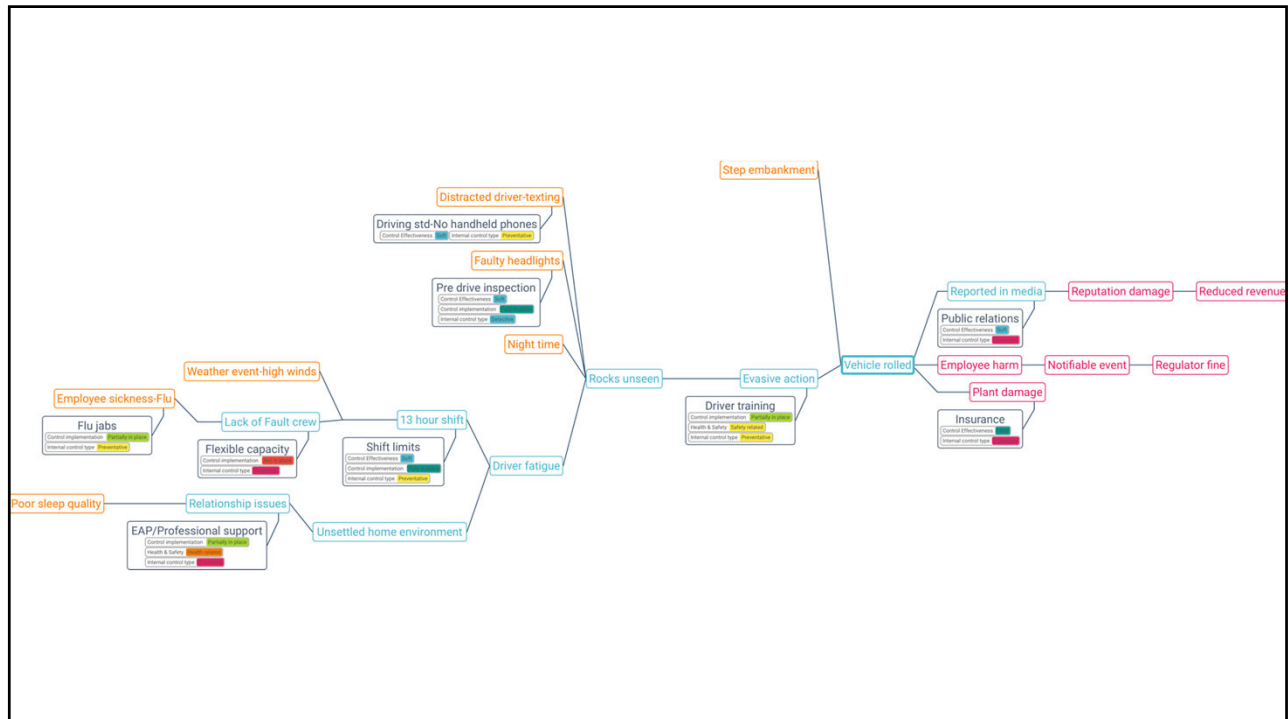 Step embankment
Distracted driver-texting
Driving std-No handheld phones
Control Effectiveness Soft Internal control type Preventative
Faulty headlights
Pre drive inspection
Control Effectiveness Soft
Control implementation
Internal control type Detective
Night time
Rocks unseen
Evasive action
Driver training
Control implementation Partially in place
Health & Safety Safety related
Internal control type Preventative
Vehicle rolled
Reported in media
Public relations
Control Effectiveness Soft
Internal control type
Reputation damage
Reduced revenue
Employee harm
Notifiable event
Regulator fine
Plant damage
Insurance
Control Effectiveness
Internal control type
Weather event-high winds
Employee sickness-Flu
Flu jabs
Control implementation Partially in place
Internal control type Preventative
Lack of Fault crew
Flexible capacity
Control implementation
Internal control type
13 hour shift
Shift limits
Control Effectiveness Soft
Control implementation
Internal control type Preventative
Driver fatigue
Poor sleep quality
Relationship issues
EAP/Professional support
Control implementation Partially in place
Health & Safety Health related
Internal control type
Unsettled home environment